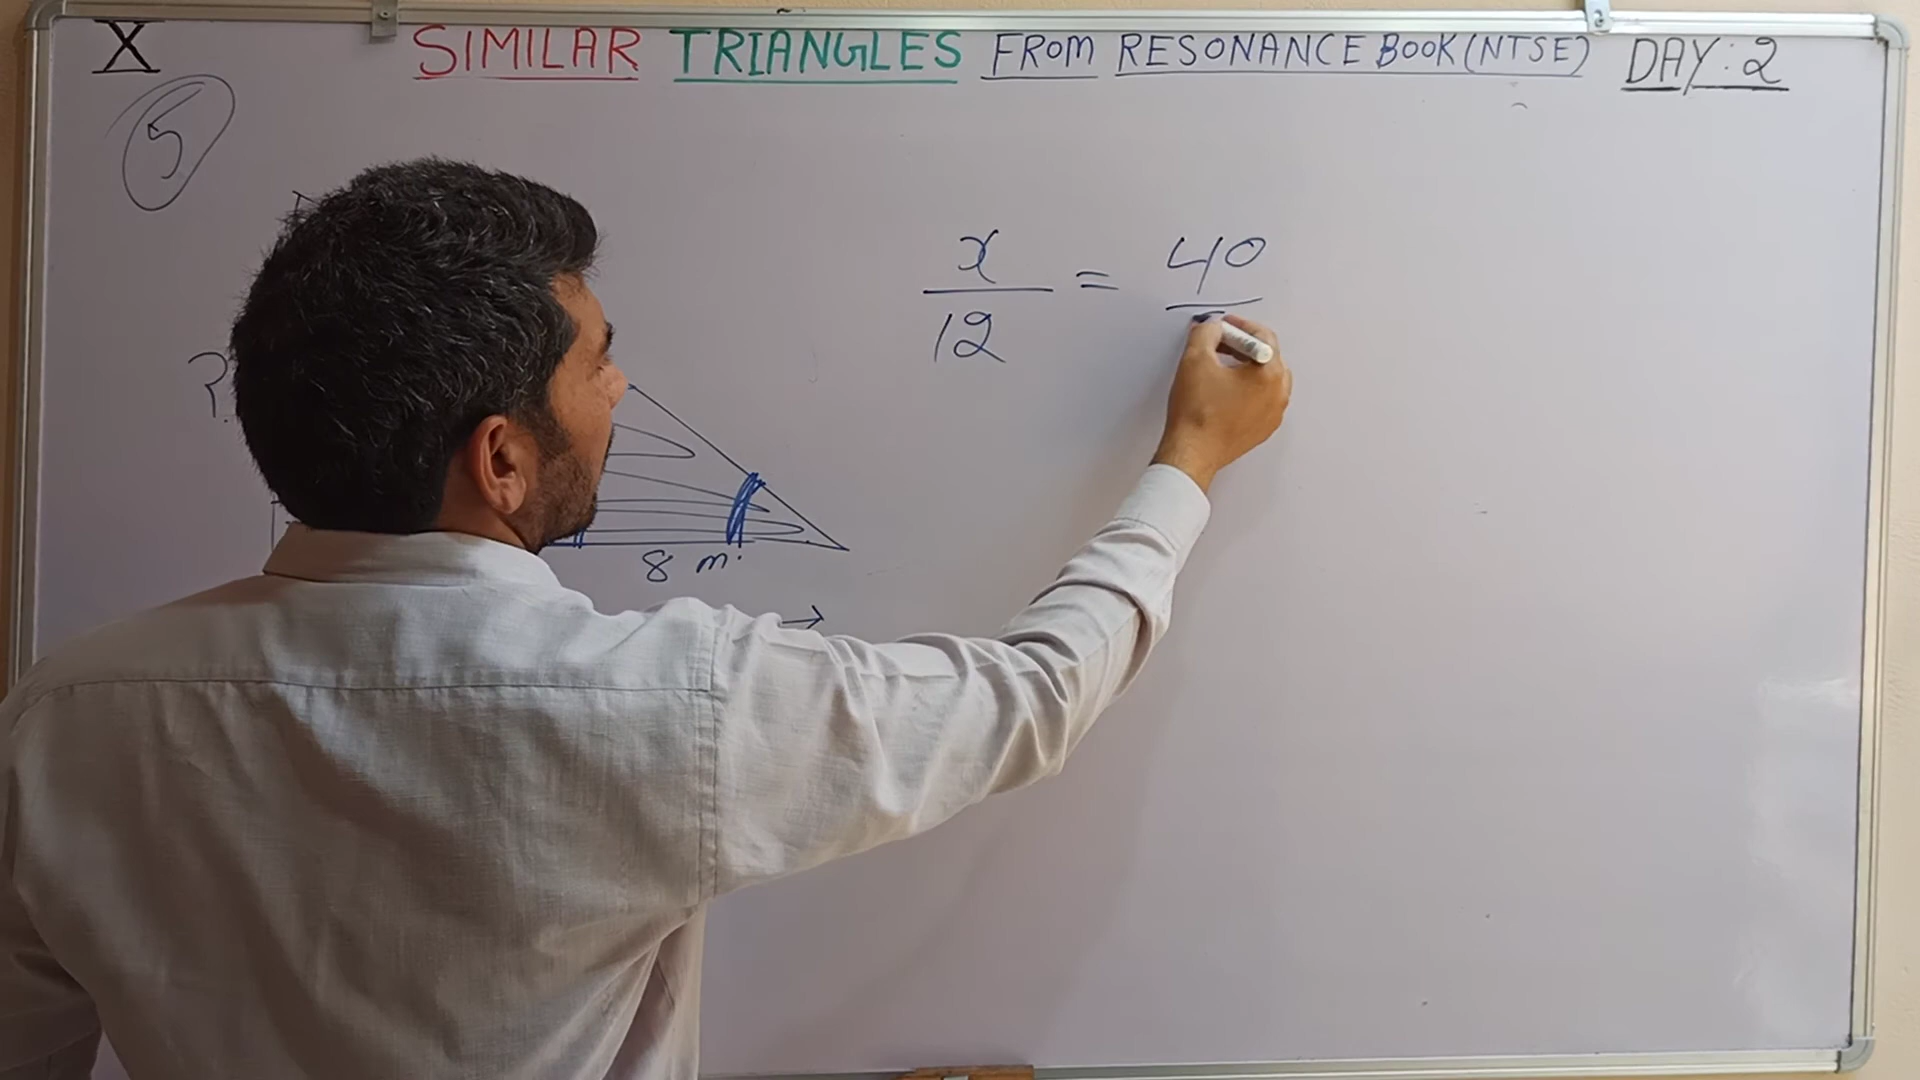 X SIMILAR TRIANGLES FROM RESONANCE BOOK (NTSE) DAY: 2
5
x/12 = 40/
?
8 m.